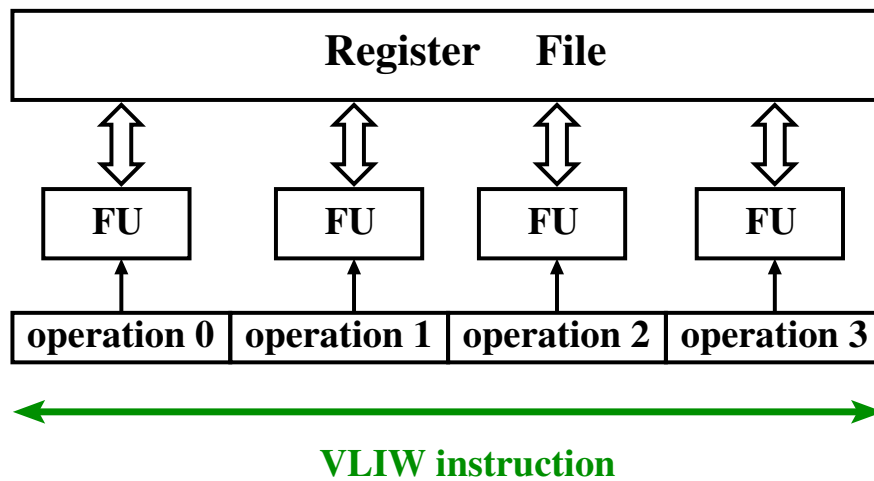 Register File
FU FU FU FU
operation 0 operation 1 operation 2 operation 3
VLIW instruction